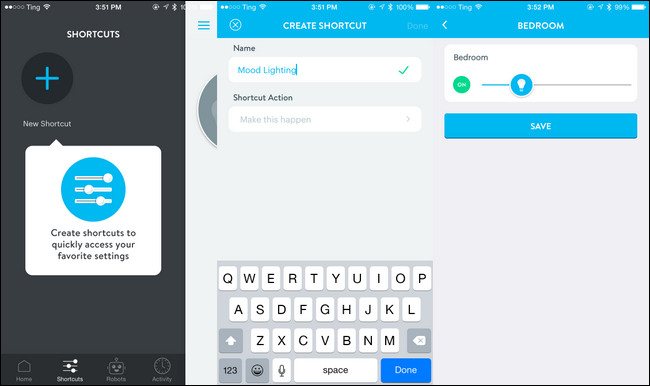 Ting 3:51 PM
SHORTCUTS
New Shortcut
Create shortcuts to
quickly access your
favorite settings
Home Shortcuts Robots Activity
Ting 3:51 PM 100%
CREATE SHORTCUT Done
Name
Mood Lighting
Shortcut Action
Make this happen
Q W E R T Y U I O P
A S D F G H J K L
Z X C V B N M
123 space Done
Ting 3:52 PM 99%
BEDROOM
Bedroom
ON
SAVE